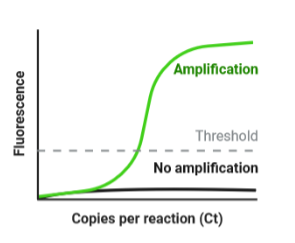 Fluorescence
Amplification
Threshold
No amplification
Copies per reaction (Ct)